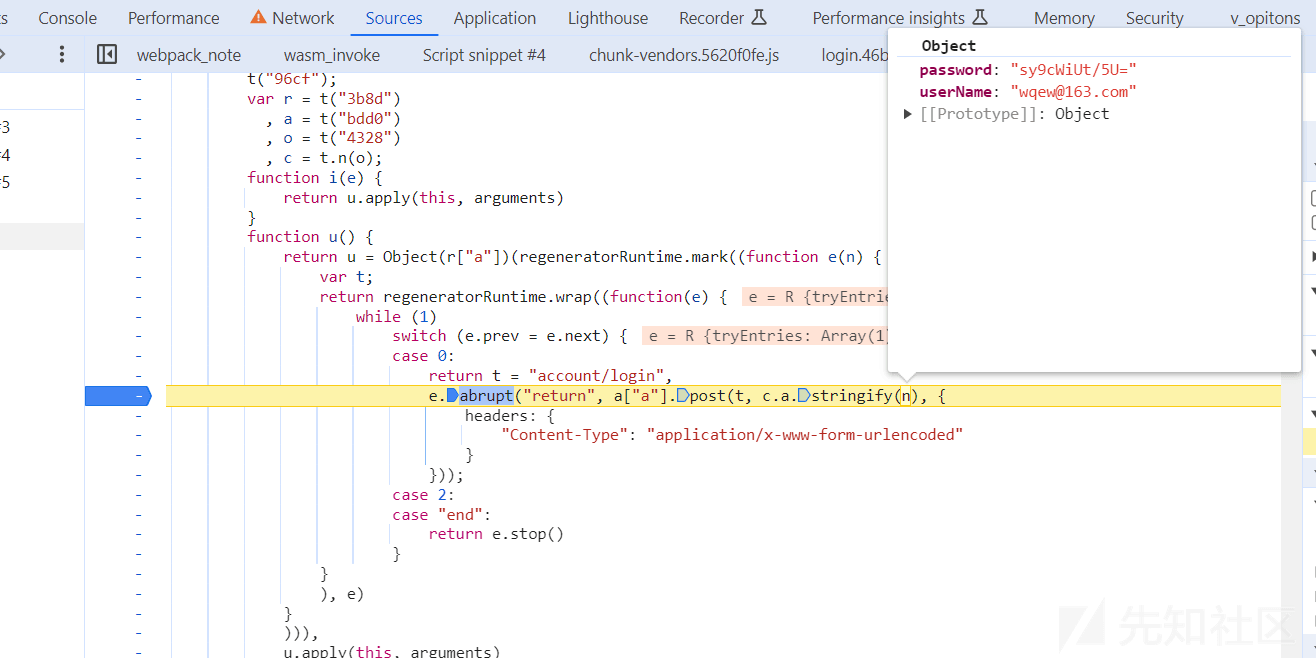 Console Performance Network Sources Application Lighthouse Recorder Performance insights Memory Security v_opitons
webpack_note wasm_invoke Script snippet #4 chunk-vendors.5620f0fe.js login.46b
Object
password: "sy9cWiUt/5U="
userName: "wqew@163.com"
[[Prototype]]: Object
#3
#4
#5
t("96cf");
var r = t("3b8d")
, a = t("bdd0")
, o = t("4328")
, c = t.n(o);
function i(e) {
return u.apply(this, arguments)
}
function u() {
return u = Object(r["a"])(regeneratorRuntime.mark((function e(n) {
var t;
return regeneratorRuntime.wrap((function(e) { e = R {tryEntrie
while (1)
switch (e.prev = e.next) { e = R {tryEntries: Array(1)
case 0:
return t = "account/login",
e.abrupt("return", a["a"].post(t, c.a.stringify(n), {
headers: {
"Content-Type": "application/x-www-form-urlencoded"
}
}));
case 2:
case "end":
return e.stop()
}
}
), e)
}
))),
u.apply(this, arguments)
先知社区